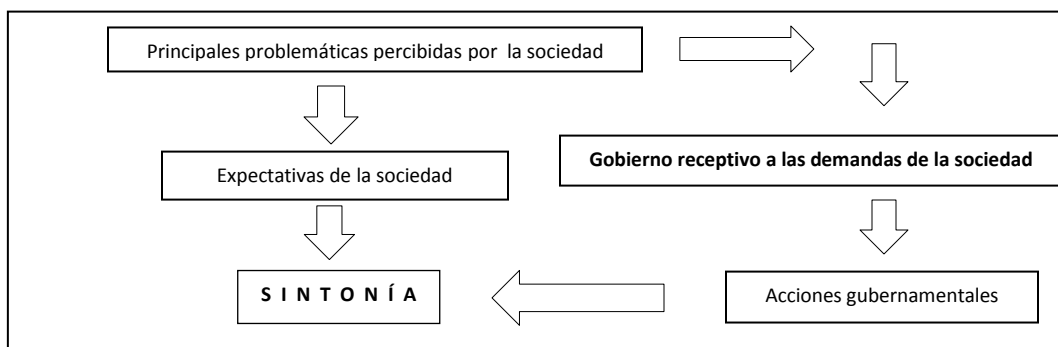 Principales problemáticas percibidas por la sociedad
Expectativas de la sociedad
Gobierno receptivo a las demandas de la sociedad
S I N T O N Í A
Acciones gubernamentales